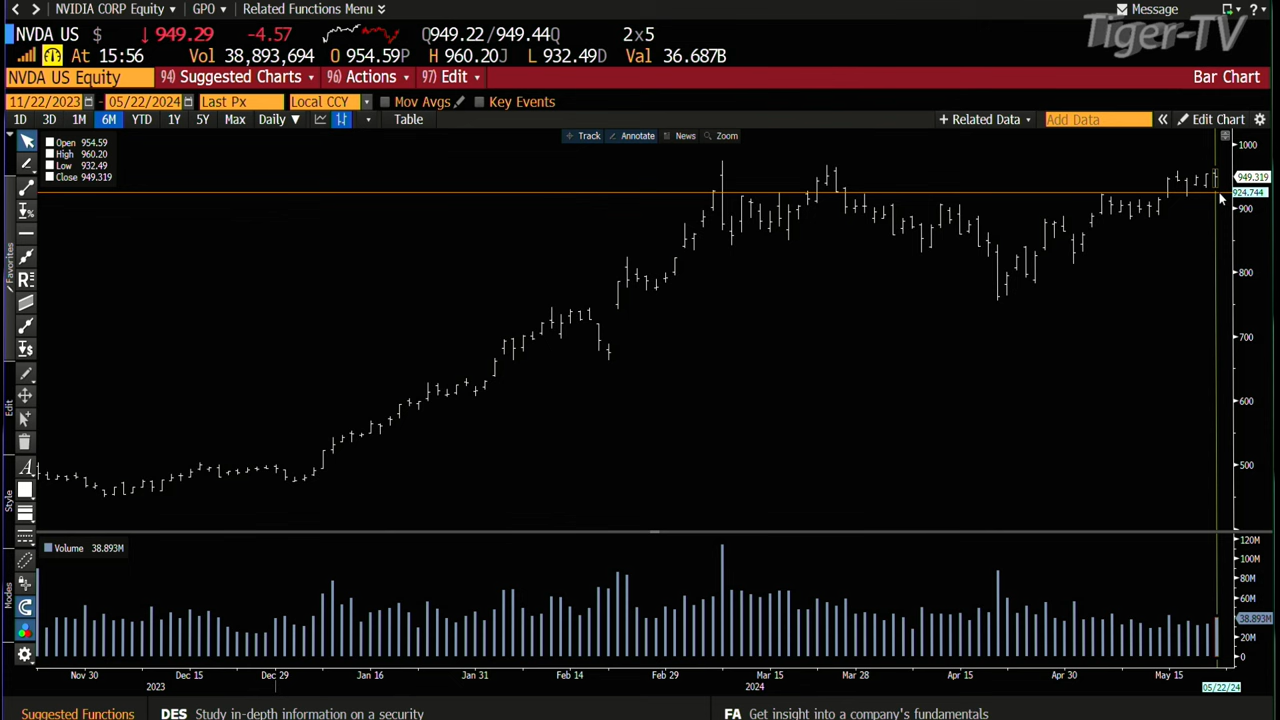 NVIDIA CORP Equity GPO Related Functions Menu Message ?
NVDA US $ 949.29 -4.57 Q949.22/949.44Q 2x5
Tiger-TV
At 15:56 Vol 38,893,694 O 954.59P H 960.20J L 932.49D Val 36.687B
NVDA US Equity 94) Suggested Charts 96) Actions 97) Edit Bar Chart
11/22/2023 - 05/22/2024 Last Px Local CCY Mov Avgs Key Events
1D 3D 1M 6M YTD 1Y 5Y Max Daily ▼ Table + Related Data Add Data « Edit Chart
Track Annotate News Zoom
Open 954.59
High 960.20
Low 932.49
Close 949.319
1000
949.319
924.744
900
800
700
600
500
Favorites
Edit
Style
Modes
Volume 38.893M
120M
100M
80M
60M
38.893M
20M
0
Nov 30 Dec 15 Dec 29 Jan 16 Jan 31 Feb 14 Feb 29 Mar 15 Mar 28 Apr 15 Apr 30 May 15
2023 2024 05/22/24
Suggested Functions DES Study in-depth information on a security FA Get insight into a company's fundamentals